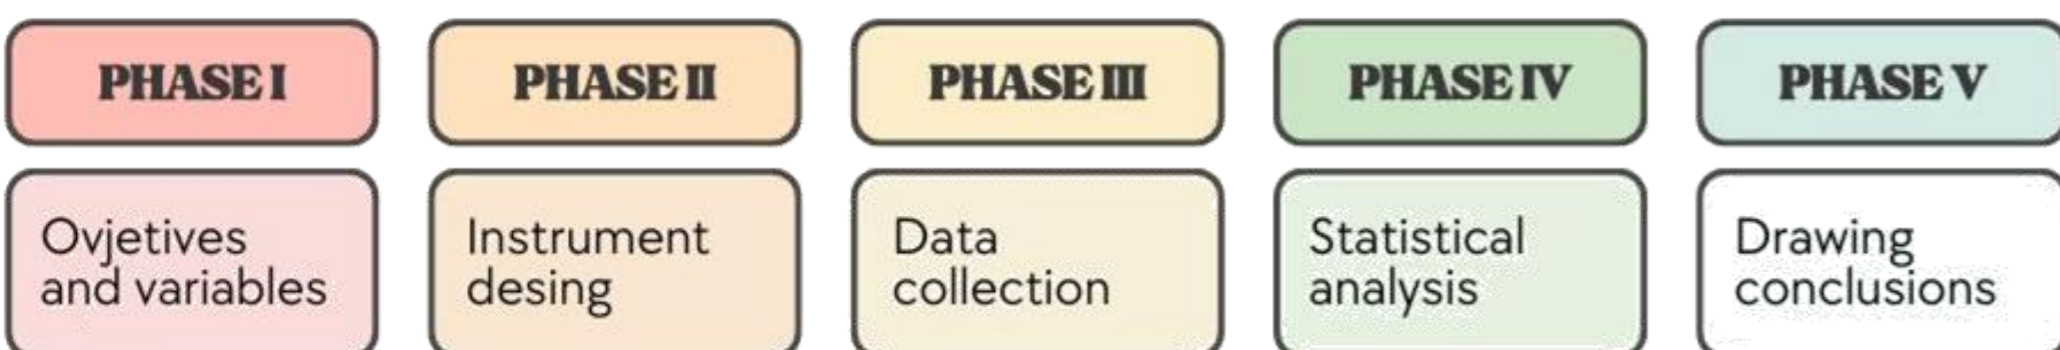 PHASE I
PHASE II
PHASE III
PHASE IV
PHASE V
Ovjetives
and variables
Instrument
desing
Data
collection
Statistical
analysis
Drawing
conclusions